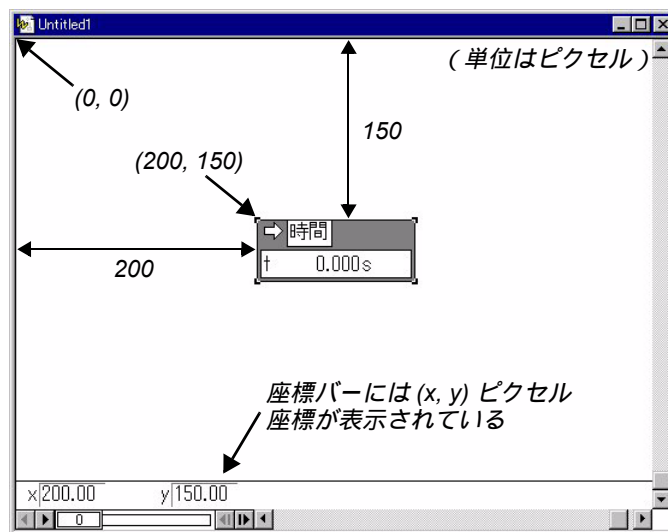 Untitled1
(単位はピクセル)
(0, 0)
150
(200, 150)
時間
t 0.000s
200
座標バーには (x, y) ピクセル
座標が表示されている
x 200.00 y 150.00
0